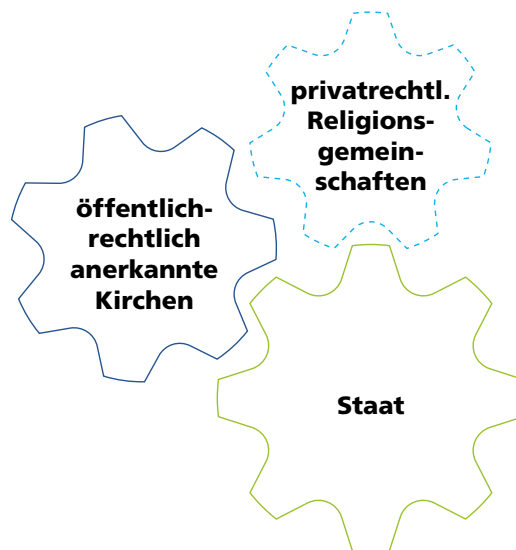 privatrechtl.
Religions-
gemein-
schaften
öffentlich-
rechtlich
anerkannte
Kirchen
Staat